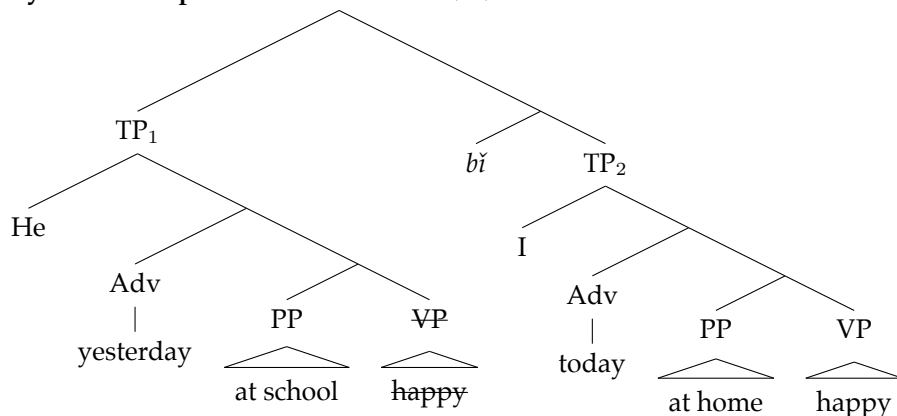 TP₁
bǐ TP₂
He
I
Adv
Adv
PP VP
PP VP
yesterday
today
at school happy
at home happy